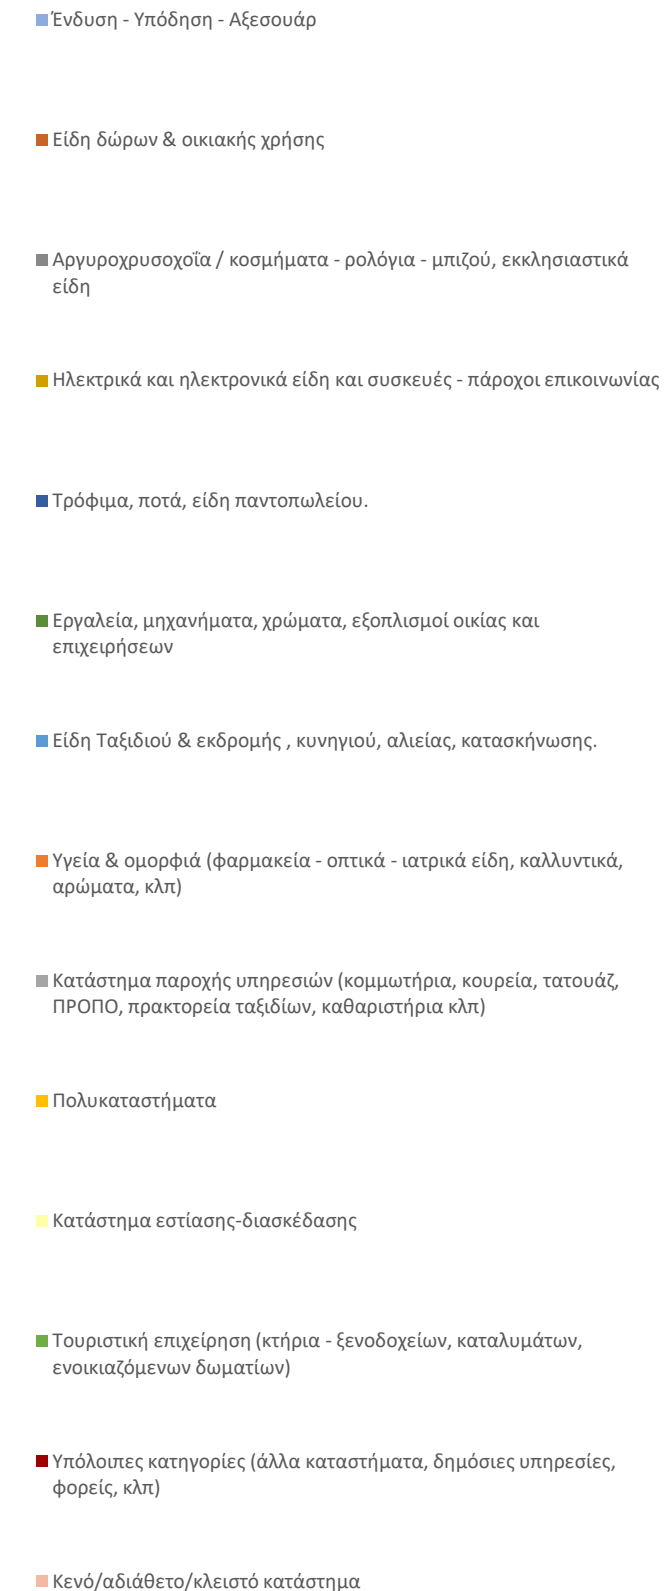 Ένδυση - Υπόδηση - Αξεσουάρ
Είδη δώρων & οικιακής χρήσης
Αργυροχρυσοχοΐα / κοσμήματα - ρολόγια - μπιζού, εκκλησιαστικά
είδη
Ηλεκτρικά και ηλεκτρονικά είδη και συσκευές - πάροχοι επικοινωνίας
Τρόφιμα, ποτά, είδη παντοπωλείου.
Εργαλεία, μηχανήματα, χρώματα, εξοπλισμοί οικίας και
επιχειρήσεων
Είδη Ταξιδιού & εκδρομής , κυνηγιού, αλιείας, κατασκήνωσης.
Υγεία & ομορφιά (φαρμακεία - οπτικά - ιατρικά είδη, καλλυντικά,
αρώματα, κλπ)
Κατάστημα παροχής υπηρεσιών (κομμωτήρια, κουρεία, τατουάζ,
ΠΡΟΠΟ, πρακτορεία ταξιδίων, καθαριστήρια κλπ)
Πολυκαταστήματα
Κατάστημα εστίασης-διασκέδασης
Τουριστική επιχείρηση (κτήρια - ξενοδοχείων, καταλυμάτων,
ενοικιαζόμενων δωματίων)
Υπόλοιπες κατηγορίες (άλλα καταστήματα, δημόσιες υπηρεσίες,
φορείς, κλπ)
Κενό/αδιάθετο/κλειστό κατάστημα